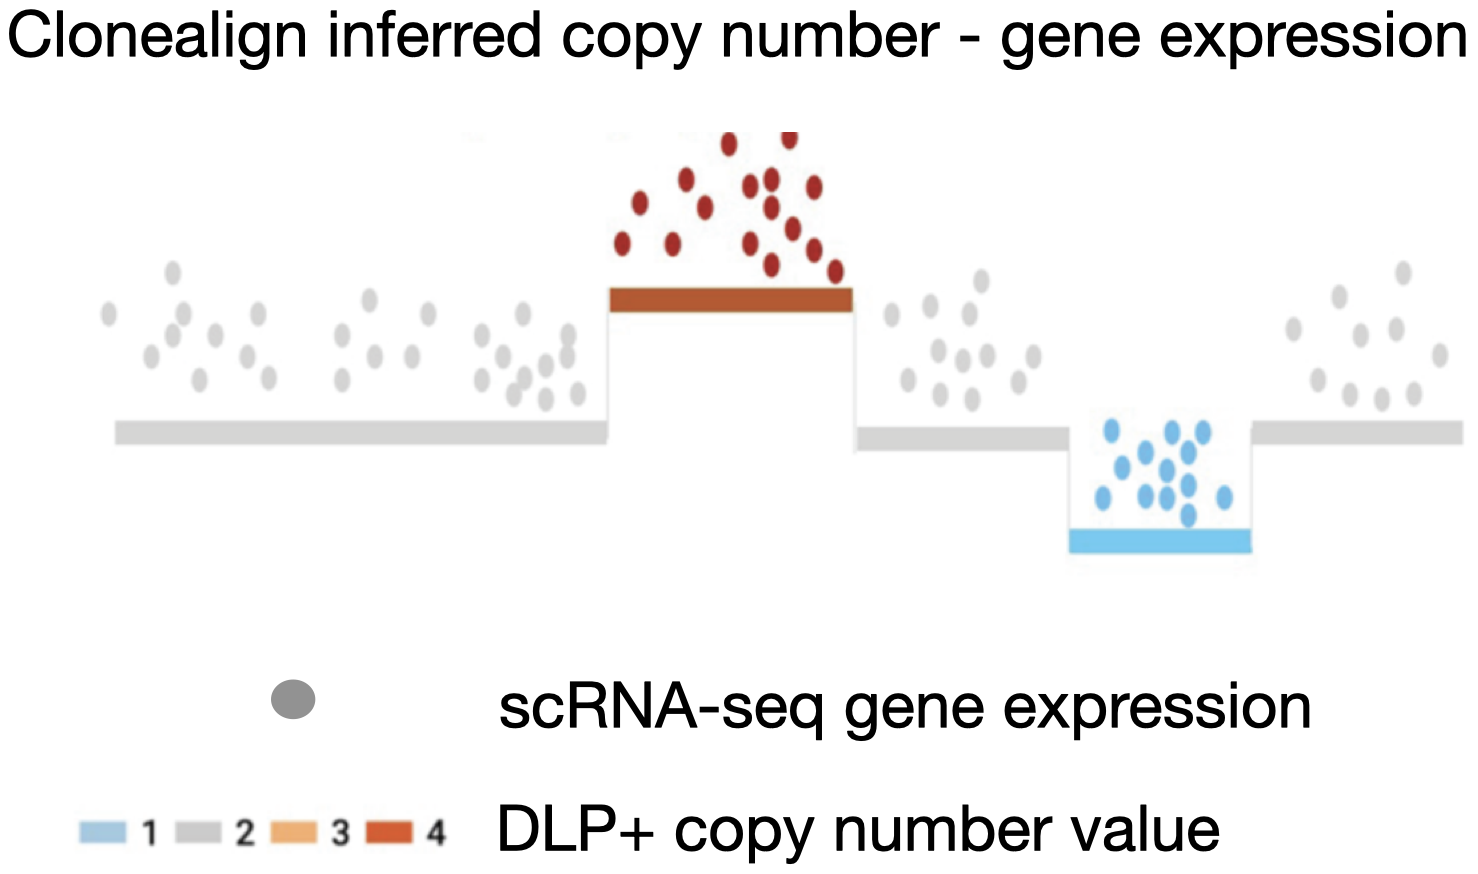 Clonealign inferred copy number - gene expression
scRNA-seq gene expression
1 2 3 4 DLP+ copy number value